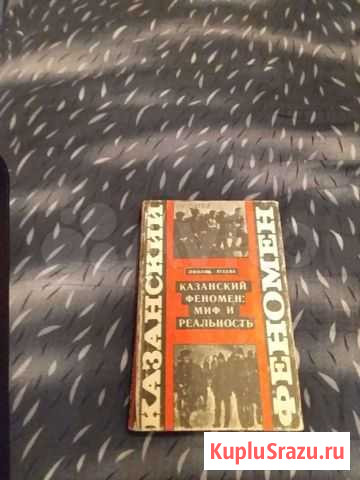 КАЗАНСКИЙ
ФЕНОМЕН
КАЗАНСКИЙ
ФЕНОМЕН:
МИФ И
РЕАЛЬНОСТЬ
KupluSrazu.ru